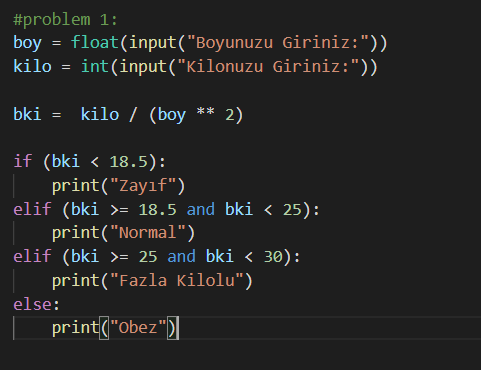 #problem 1:
boy = float(input("Boyunuzu Giriniz:"))
kilo = int(input("Kilonuzu Giriniz:"))
bki =  kilo / (boy ** 2)
if (bki < 18.5):
    print("Zayıf")
elif (bki >= 18.5 and bki < 25):
    print("Normal")
elif (bki >= 25 and bki < 30):
    print("Fazla Kilolu")
else:
    print("Obez")